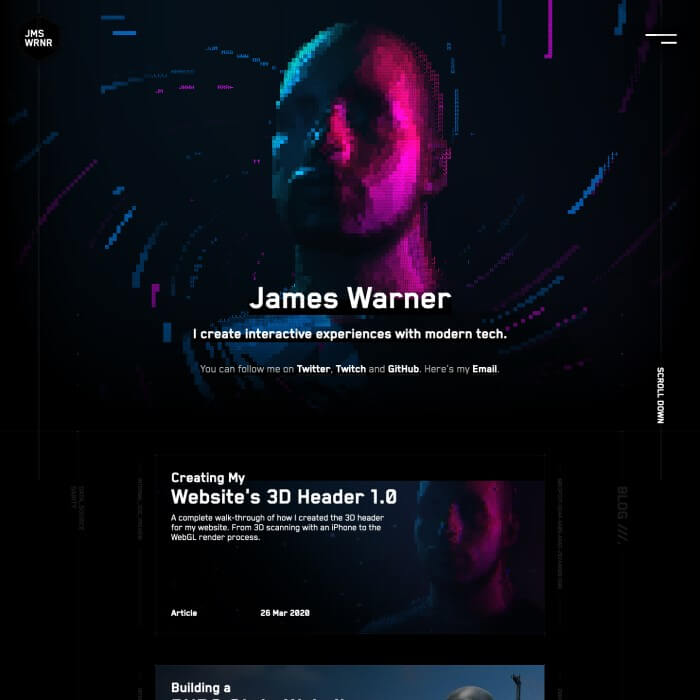 JMS
WRNR
James Warner
I create interactive experiences with modern tech.
You can follow me on Twitter, Twitch and GitHub. Here's my Email.
SCROLL DOWN
BLOG ///.
Creating My
Website's 3D Header 1.0
A complete walk-through of how I created the 3D header
for my website. From 3D scanning with an iPhone to the
WebGL render process.
Article
26 Mar 2020
Building a